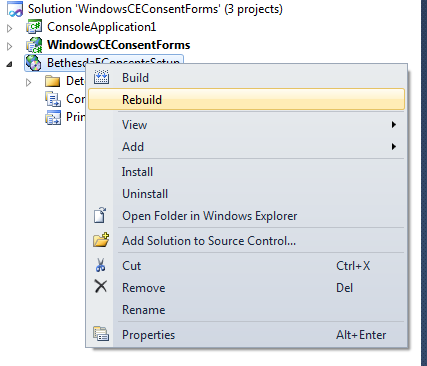 Solution 'WindowsCEConsentForms' (3 projects)
ConsoleApplication1
WindowsCEConsentForms
BethesdaEConsentsSetup
Det
Con
Prin
Build
Rebuild
View
Add
Install
Uninstall
Open Folder in Windows Explorer
Add Solution to Source Control...
Cut Ctrl+X
Remove Del
Rename
Properties Alt+Enter